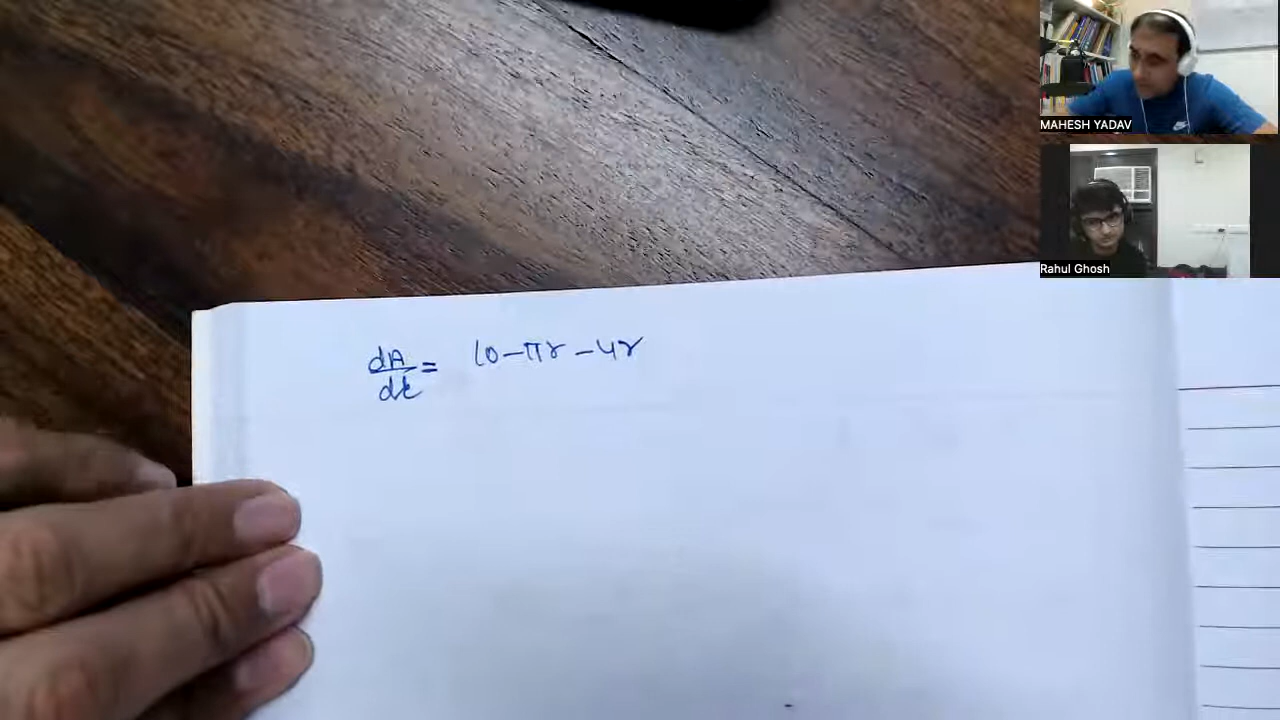 MAHESH YADAV
Rahul Ghosh
dA/dt = 10-πr-4r